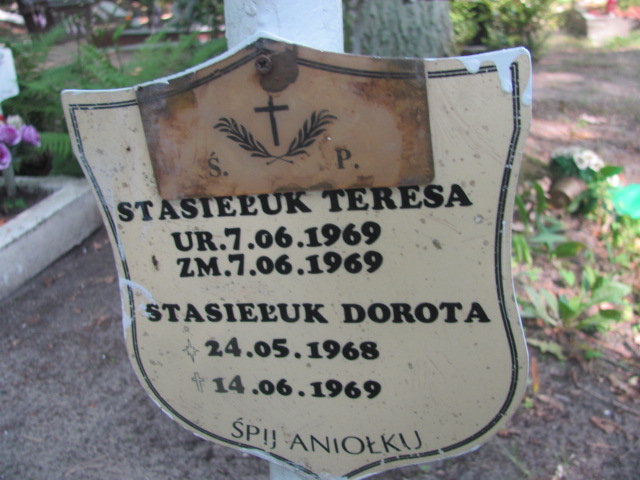 Ś. P.
STASIEŁUK TERESA
UR.7.06.1969
ZM.7.06.1969
STASIEŁUK DOROTA
24.05.1968
14.06.1969
ŚPIJ ANIOŁKU